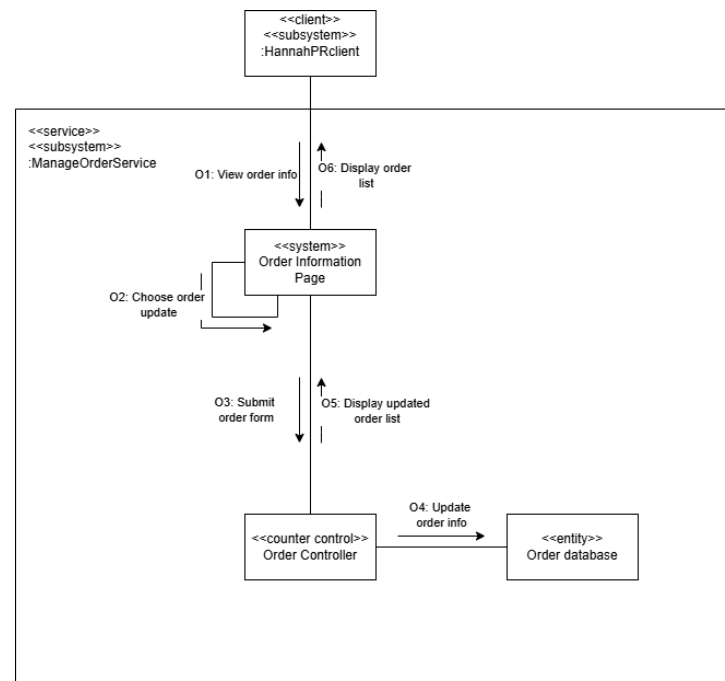 <<client>>
<<subsystem>>
:HannahPRclient
<<service>>
<<subsystem>>
:ManageOrderService
O1: View order info
O6: Display order
list
<<system>>
Order Information
Page
O2: Choose order
update
O3: Submit
order form
O5: Display updated
order list
O4: Update
order info
<<counter control>>
Order Controller
<<entity>>
Order database